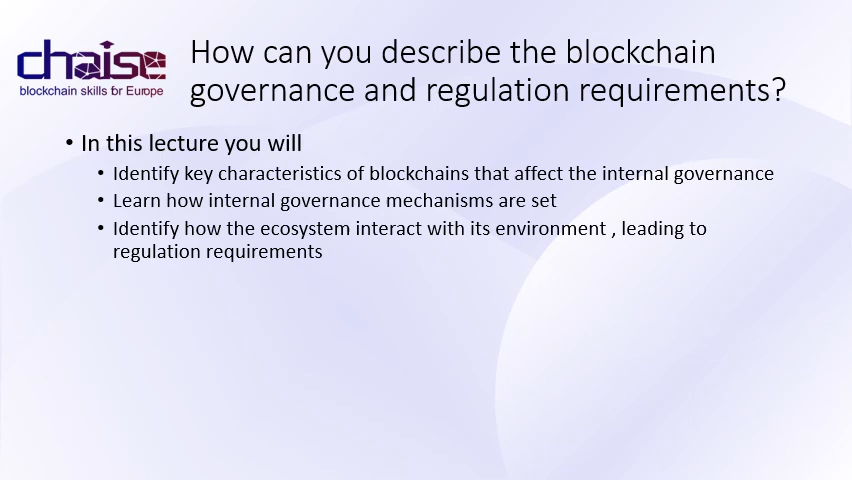 chaise
blockchain skills for Europe
How can you describe the blockchain
governance and regulation requirements?
• In this lecture you will
• Identify key characteristics of blockchains that affect the internal governance
• Learn how internal governance mechanisms are set
• Identify how the ecosystem interact with its environment , leading to
regulation requirements